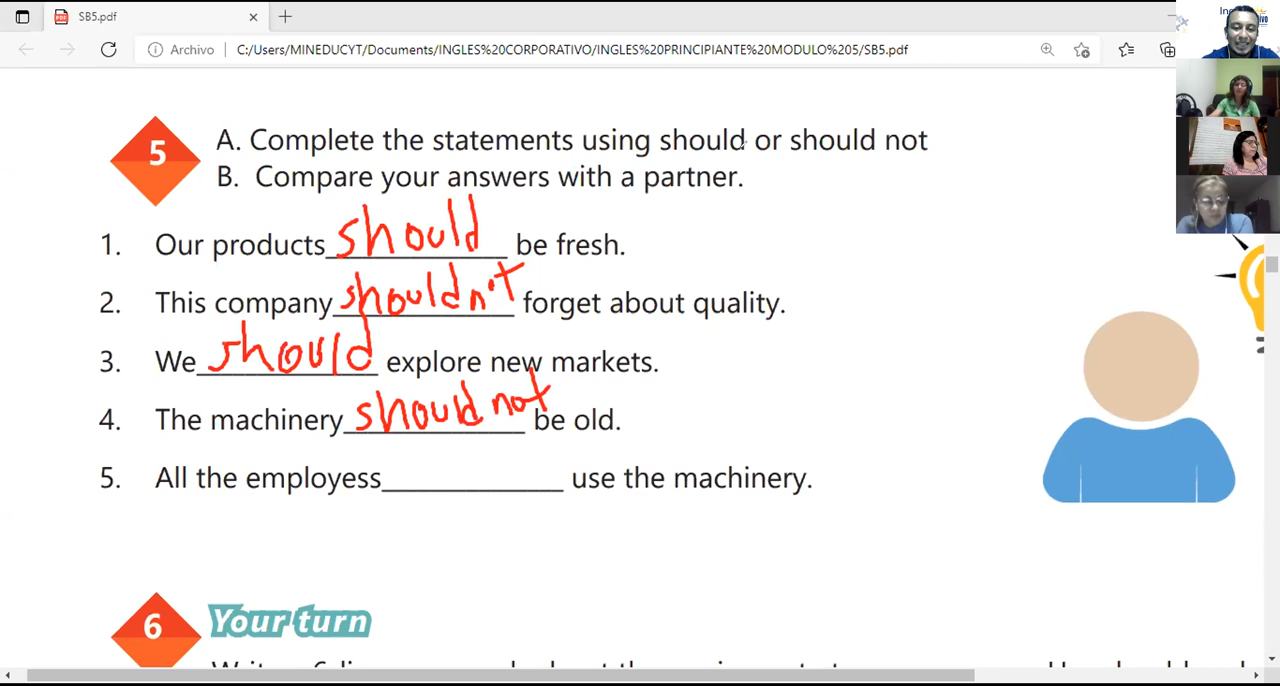 SB5.pdf
Archivo C:/Users/MINEDUCYT/Documents/INGLES%20CORPORATIVO/INGLES%20PRINCIPIANTE%20MODULO%205/SB5.pdf
5
A. Complete the statements using should or should not
B. Compare your answers with a partner.
1. Our products should be fresh.
2. This company shouldn't forget about quality.
3. We should explore new markets.
4. The machinery should not be old.
5. All the employess____________ use the machinery.
6 Your turn